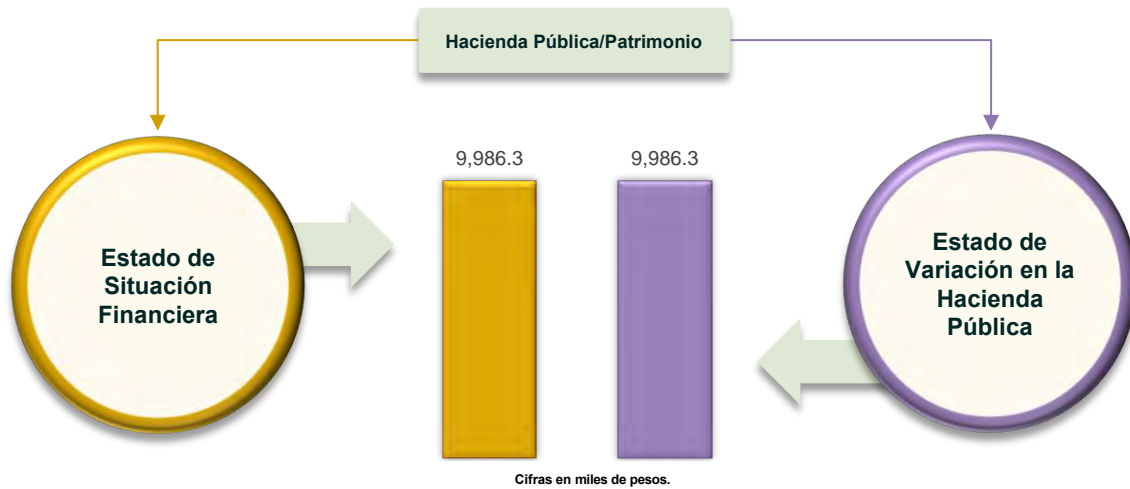 Hacienda Pública/Patrimonio
9,986.3
9,986.3
Estado de
Situación
Financiera
Estado de
Variación en la
Hacienda
Pública
Cifras en miles de pesos.